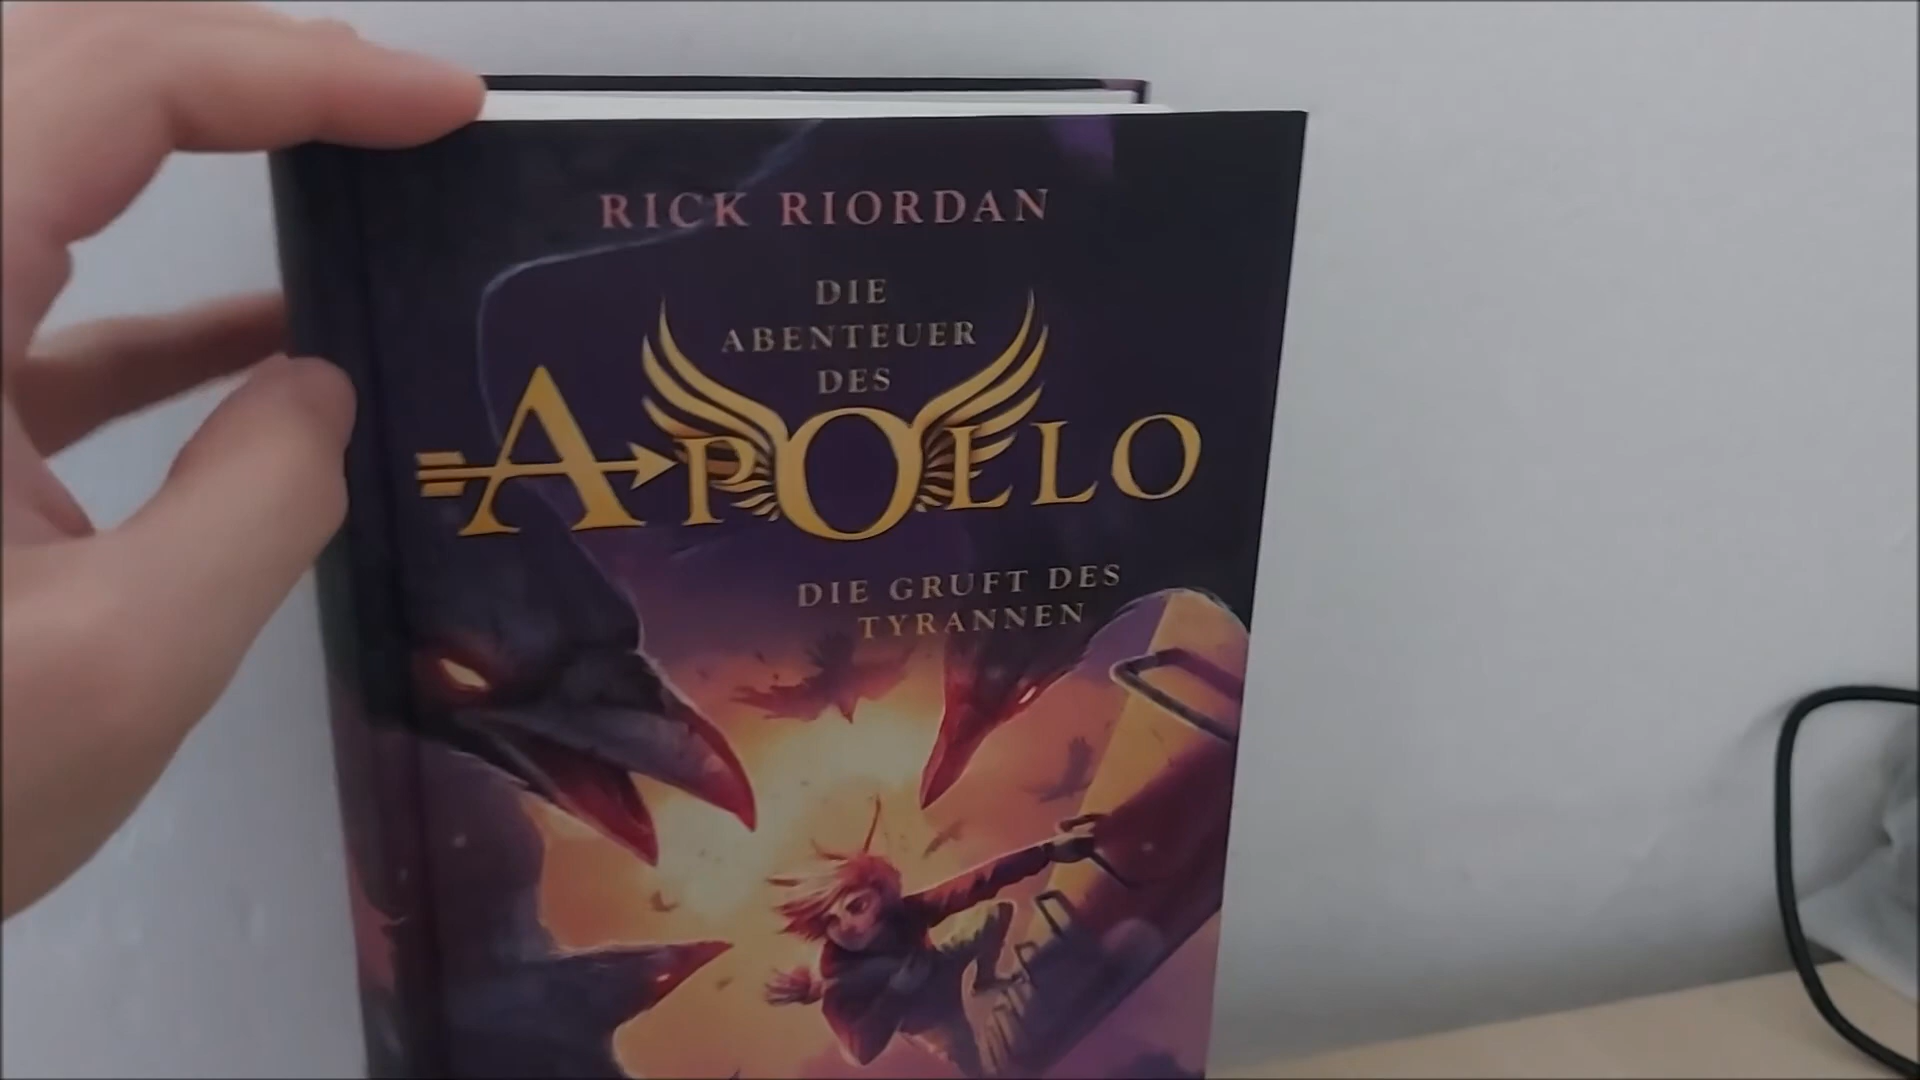 RICK RIORDAN
DIE
ABENTEUER
DES
APOLLO
DIE GRUFT DES
TYRANNEN